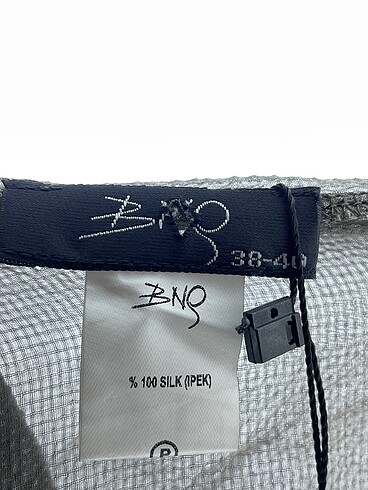 BNg
38-40
BNg
% 100 SILK (İPEK)
P